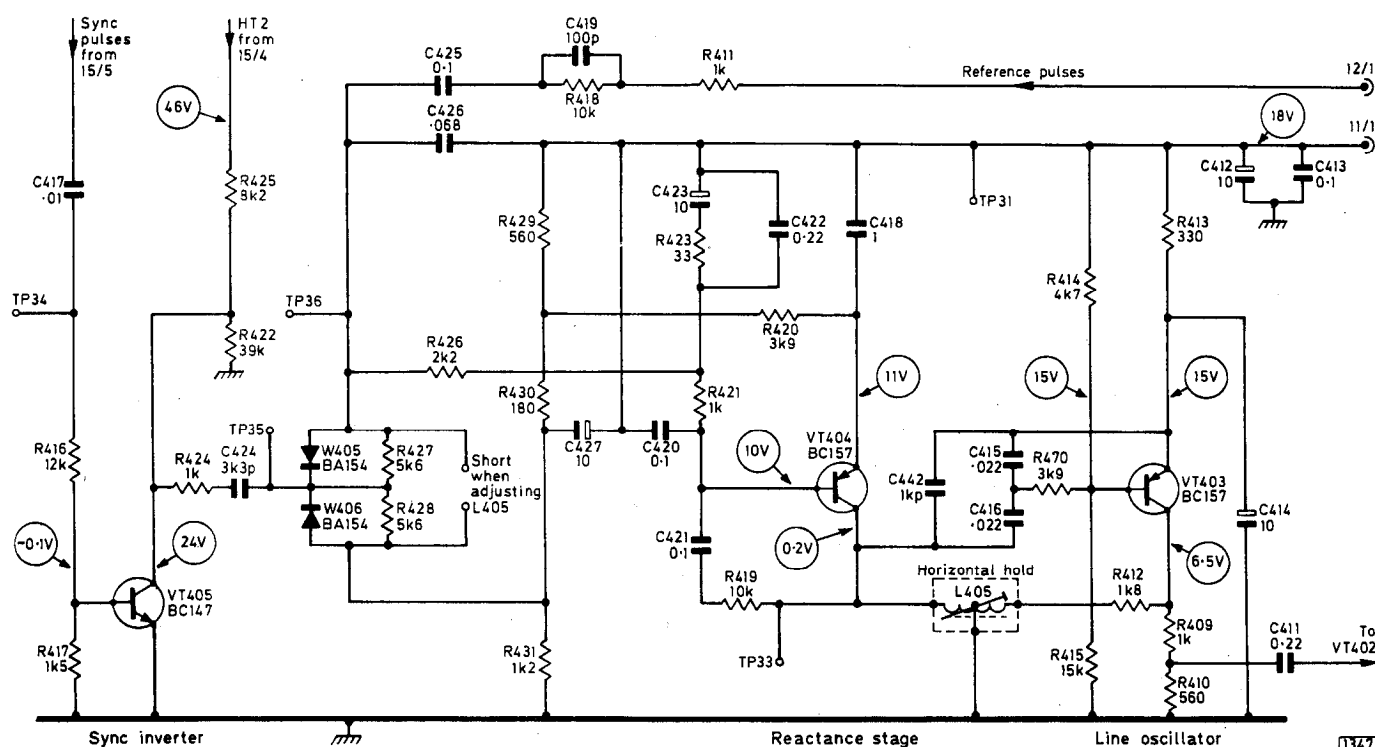 Sync
pulses
from
15/5
HT2
from
15/4
C419
100p
C425
0·1
R418
10k
R411
1k
Reference pulses
12/1
46V
C426
·068
18V
11/1
C417
·01
R425
8k2
R429
560
C423
10
R423
33
C422
0·22
C418
1
TP31
C412
10
C413
0·1
R413
330
R414
4k7
TP34
TP36
R422
39k
R426
2k2
R420
3k9
R430
180
R421
1k
11V
15V
15V
R416
12k
R424
1k
C424
3k3p
TP35
W405
BA154
W406
BA154
R427
5k6
R428
5k6
Short
when
adjusting
L405
C427
10
C420
0·1
10V
VT404
BC157
C442
1kp
C415
·022
C416
·022
R470
3k9
VT403
BC157
C414
10
-0·1V
24V
VT405
BC147
C421
0·1
0·2V
6·5V
R419
10k
Horizontal hold
L405
R412
1k8
R409
1k
C411
0·22
To
VT402
R417
1k5
R431
1k2
TP33
R415
15k
R410
560
Sync inverter
Reactance stage
Line oscillator
1347